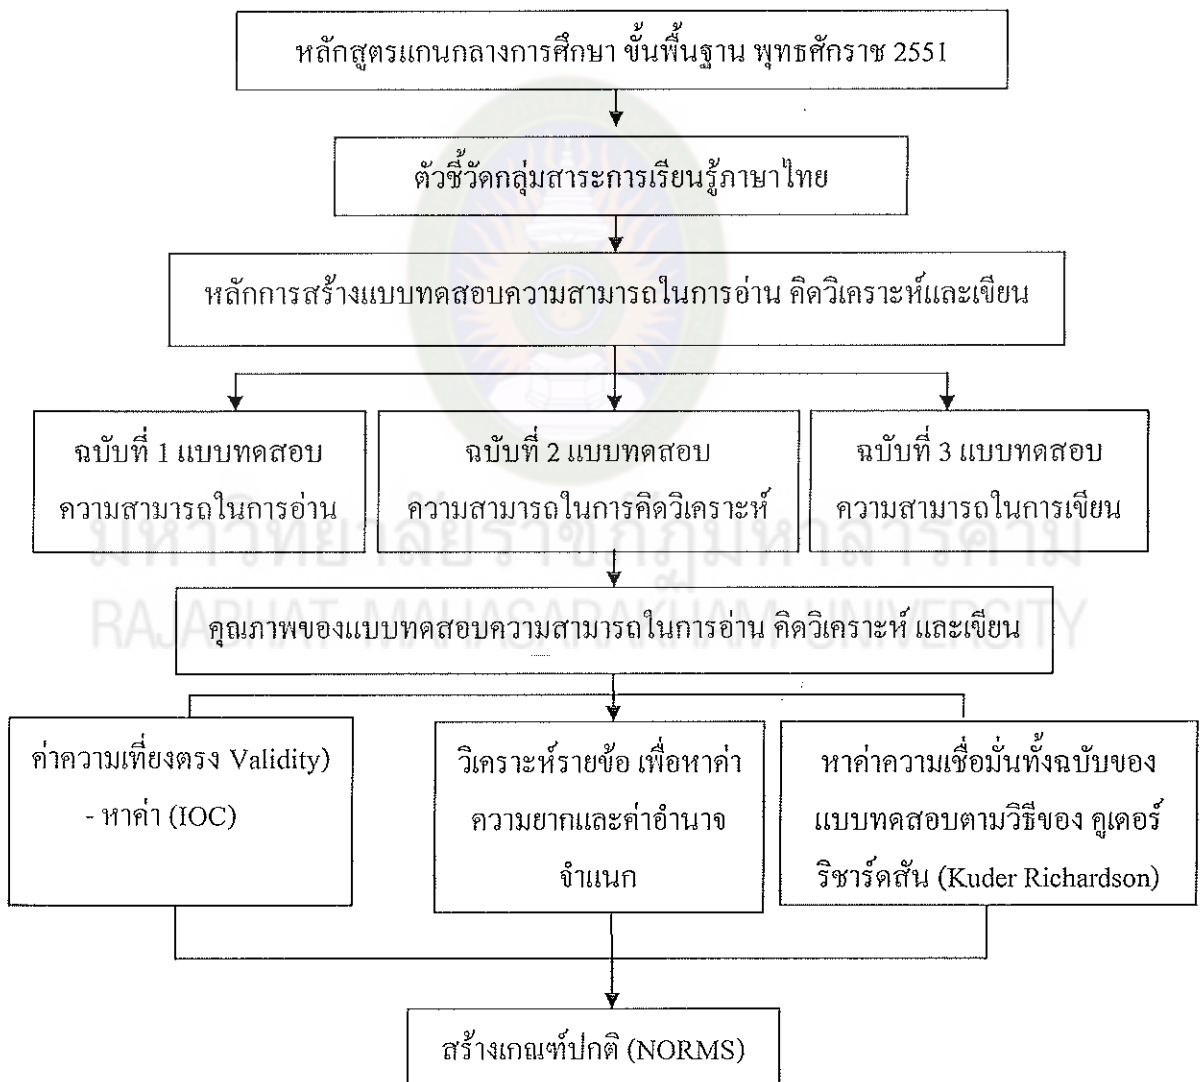 หลักสูตรแกนกลางการศึกษา ขั้นพื้นฐาน พุทธศักราช 2551
ตัวชี้วัดกลุ่มสาระการเรียนรู้ภาษาไทย
หลักการสร้างแบบทดสอบความสามารถในการอ่าน คิดวิเคราะห์และเขียน
ฉบับที่ 1 แบบทดสอบ
ความสามารถในการอ่าน
ฉบับที่ 2 แบบทดสอบ
ความสามารถในการคิดวิเคราะห์
ฉบับที่ 3 แบบทดสอบ
ความสามารถในการเขียน
มหาวิทยาลัยราชภัฏมหาสารคาม
RAJABHAT MAHASARAKHAM UNIVERSITY
คุณภาพของแบบทดสอบความสามารถในการอ่าน คิดวิเคราะห์ และเขียน
ค่าความเที่ยงตรง Validity)
- หาค่า (IOC)
วิเคราะห์รายข้อ เพื่อหาค่า
ความยากและค่าอำนาจ
จำแนก
หาค่าความเชื่อมั่นทั้งฉบับของ
แบบทดสอบตามวิธีของ คูเดอร์
ริชาร์ดสัน (Kuder Richardson)
สร้างเกณฑ์ปกติ (NORMS)